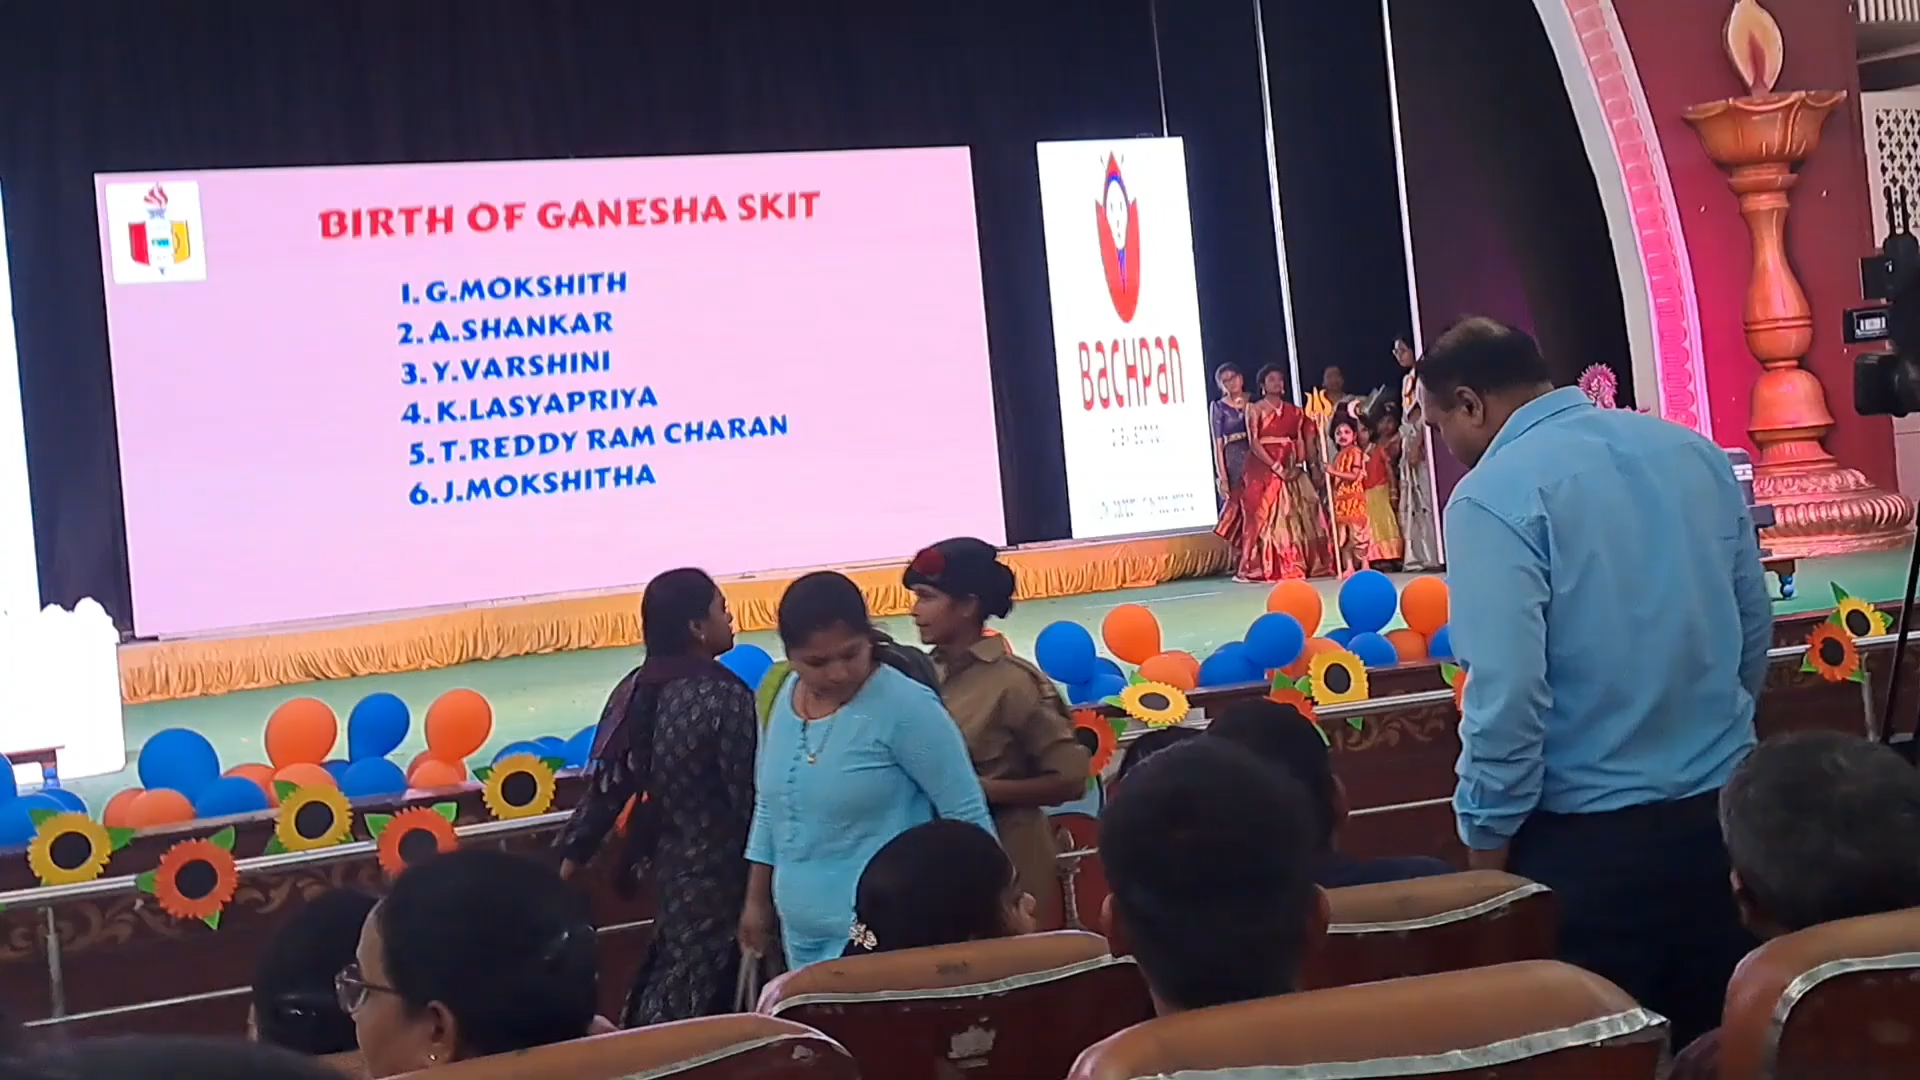 BIRTH OF GANESHA SKIT
1. G.MOKSHITH
2. A.SHANKAR
3. Y.VARSHINI
4. K.LASYAPRIYA
5. T.REDDY RAM CHARAN
6. J.MOKSHITHA
BACHPAN